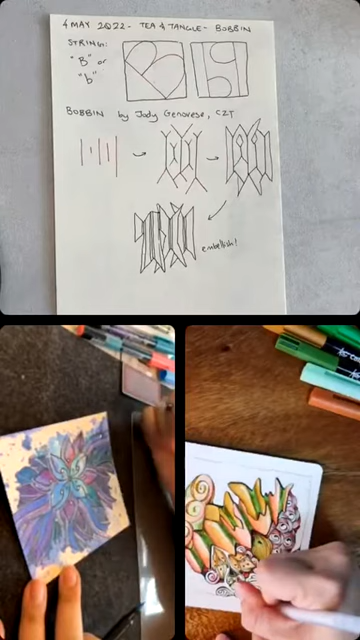 4 MAY 2022 - TEA & TANGLE - BOBBIN
STRING:
"B" or
"b"
BOBBIN by Jody Genovese, CZT
embellish!